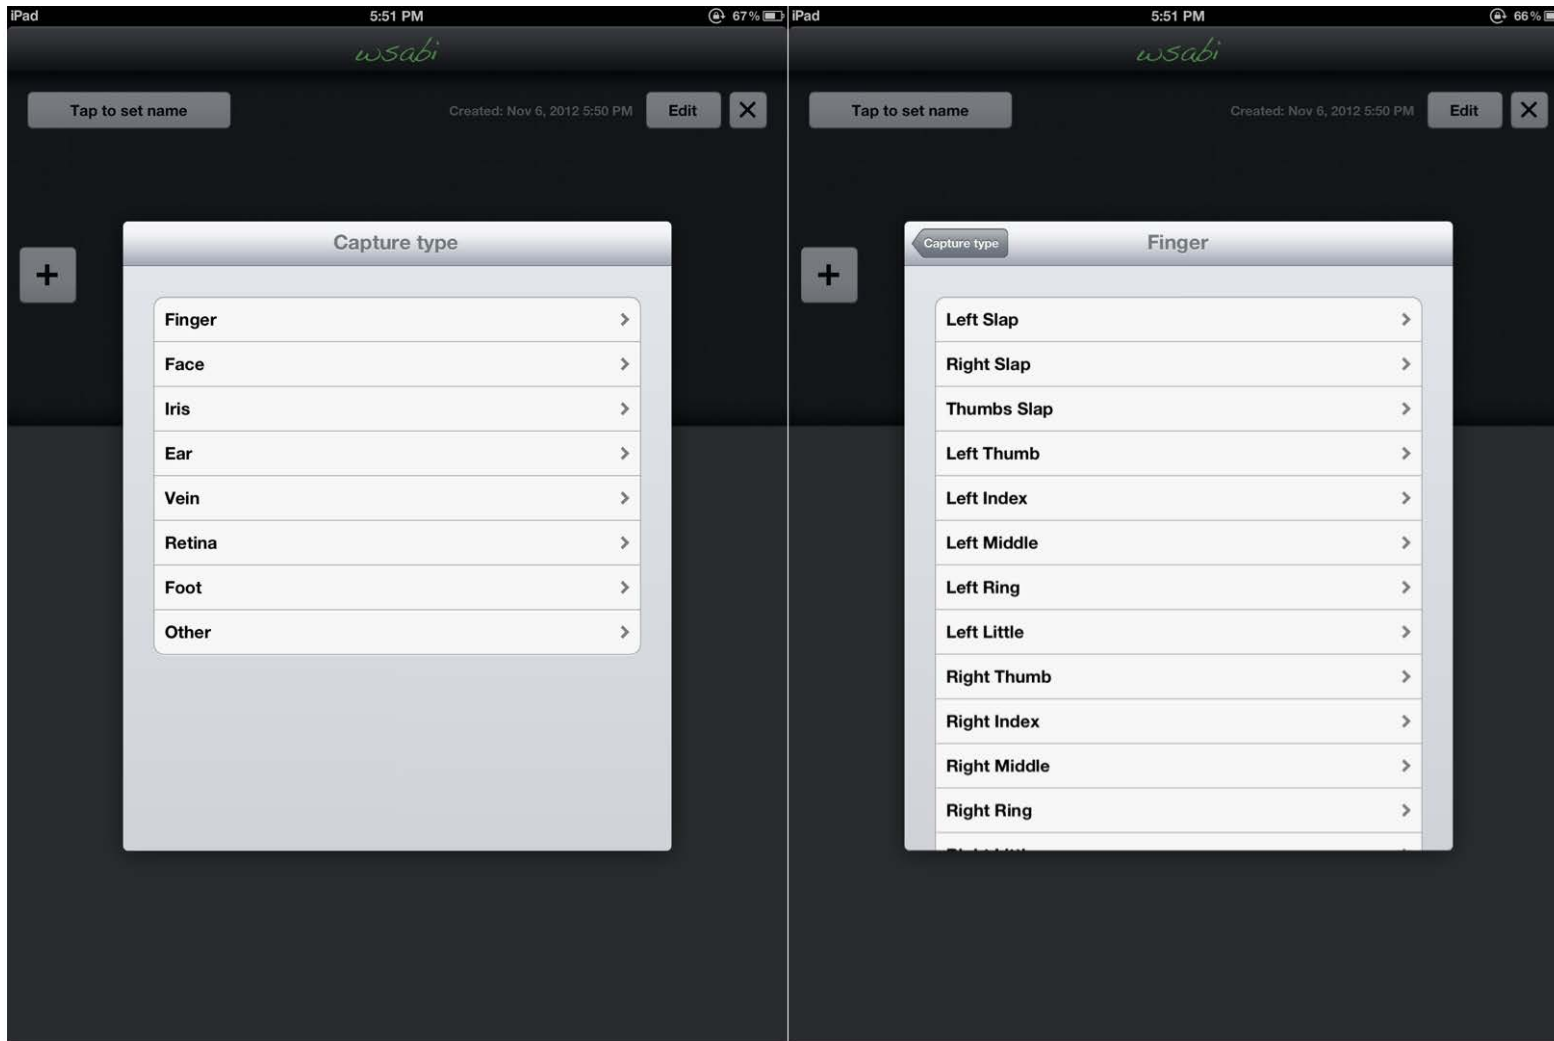 iPad 5:51 PM 67%
wsabi
Tap to set name Created: Nov 6, 2012 5:50 PM Edit
+
Capture type
Finger
Face
Iris
Ear
Vein
Retina
Foot
Other
iPad 5:51 PM 66%
wsabi
Tap to set name Created: Nov 6, 2012 5:50 PM Edit
+
Capture type Finger
Left Slap
Right Slap
Thumbs Slap
Left Thumb
Left Index
Left Middle
Left Ring
Left Little
Right Thumb
Right Index
Right Middle
Right Ring